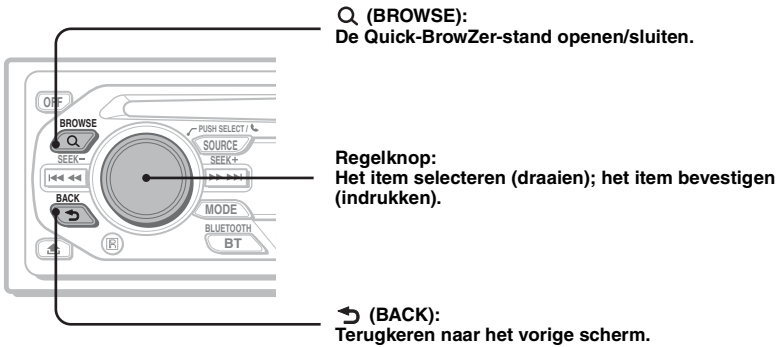 (BROWSE):
De Quick-BrowZer-stand openen/sluiten.
OFF
BROWSE
PUSH SELECT /
SOURCE
SEEK−
SEEK+
Regelknop:
Het item selecteren (draaien); het item bevestigen
(indrukken).
BACK
MODE
BLUETOOTH
BT
R
(BACK):
Terugkeren naar het vorige scherm.